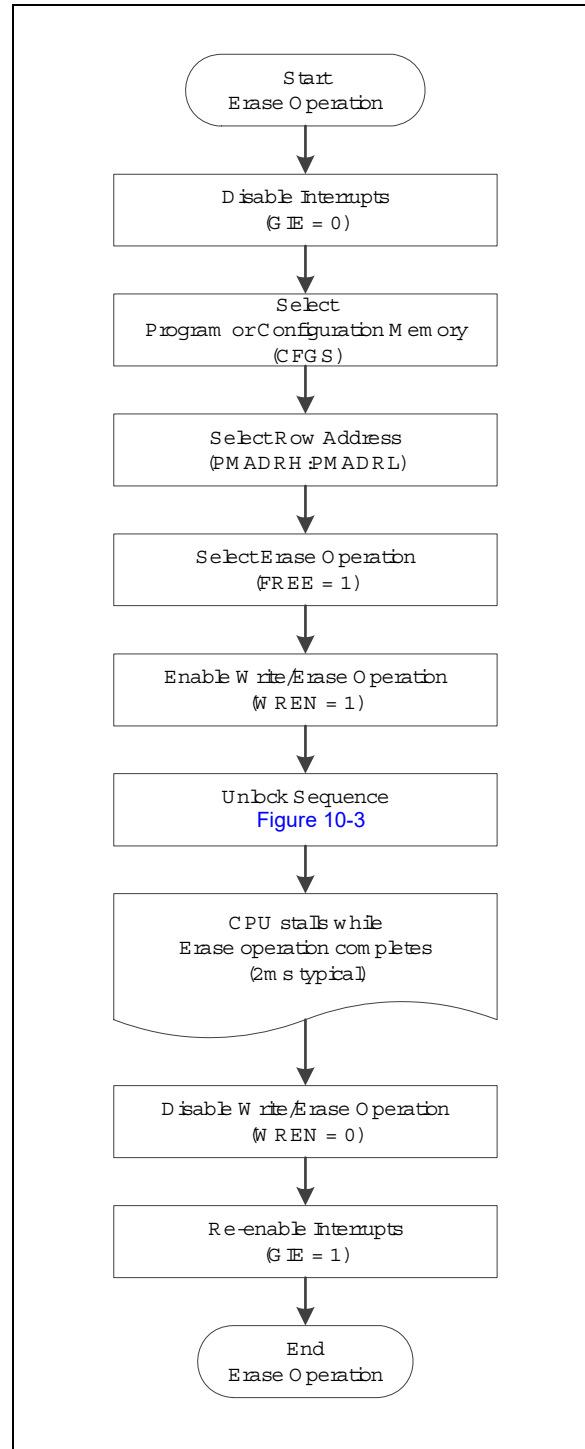 Start
Erase Operation
Disable Interrupts
(GIE = 0)
Select
Program or Configuration Memory
(CFGS)
Select Row Address
(PMADRH:PMADRL)
Select Erase Operation
(FREE = 1)
Enable Write/Erase Operation
(WREN = 1)
Unlock Sequence
Figure 10-3
CPU stalls while
Erase operation completes
(2ms typical)
Disable Write/Erase Operation
(WREN = 0)
Re-enable Interrupts
(GIE = 1)
End
Erase Operation